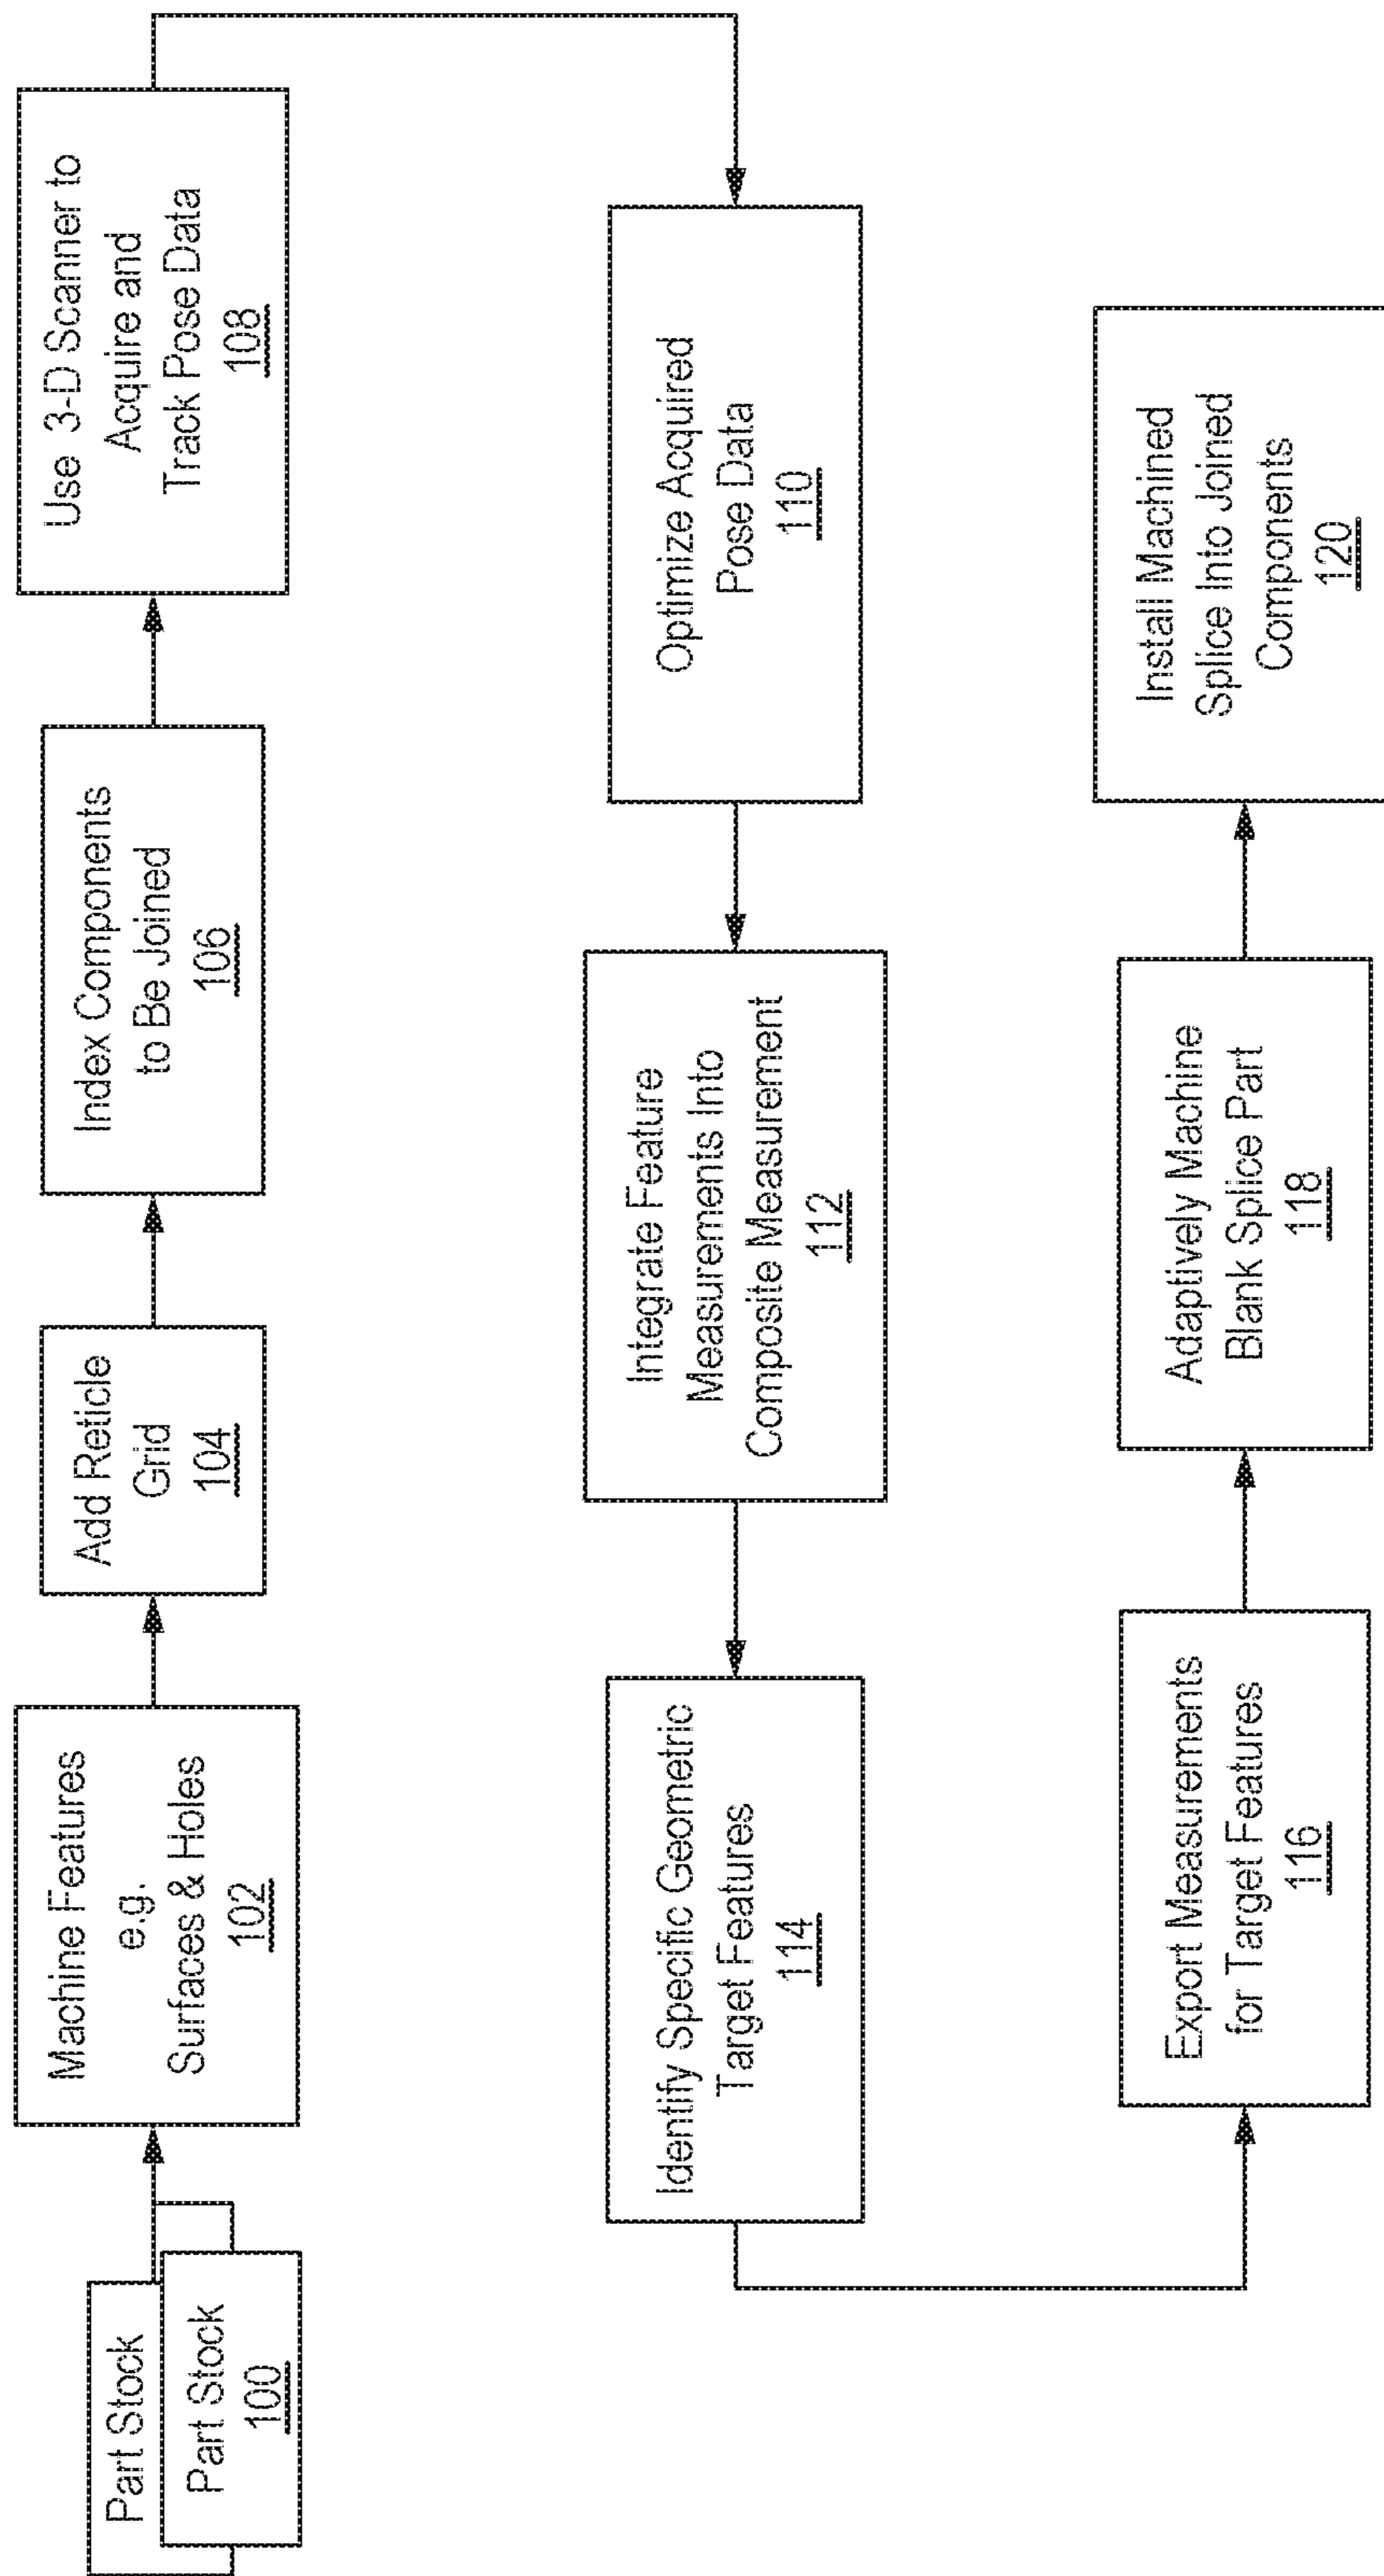 Part Stock
Part Stock
100
Machine Features
e.g.
Surfaces & Holes
102
Add Reticle
Grid
104
Index Components
to Be Joined
106
Use 3-D Scanner to
Acquire and
Track Pose Data
108
Optimize Acquired
Pose Data
110
Integrate Feature
Measurements Into
Composite Measurement
112
Identify Specific Geometric
Target Features
114
Export Measurements
for Target Features
116
Adaptively Machine
Blank Splice Part
118
Install Machined
Splice Into Joined
Components
120